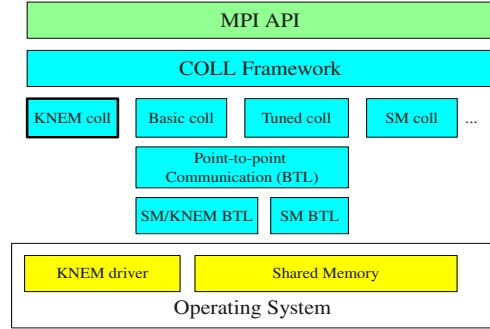 MPI API
COLL Framework
KNEM coll
Basic coll
Tuned coll
SM coll
...
Point-to-point
Communication (BTL)
SM/KNEM BTL
SM BTL
KNEM driver
Shared Memory
Operating System